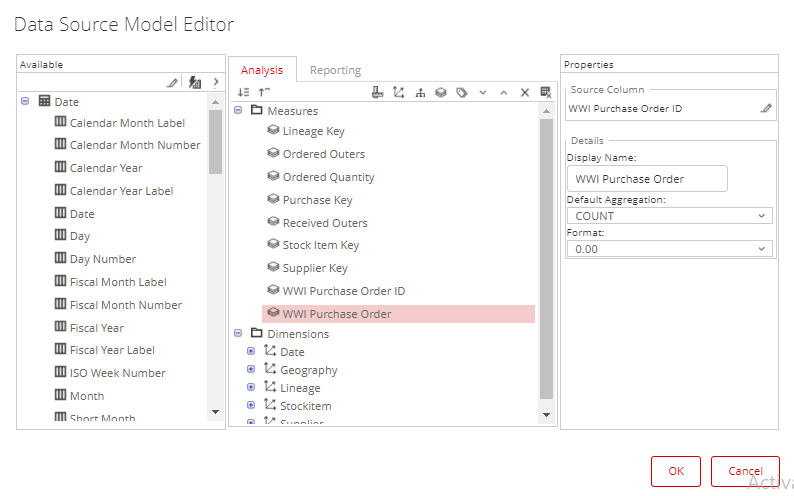 Data Source Model Editor
Available
Date
Calendar Month Label
Calendar Month Number
Calendar Year
Calendar Year Label
Date
Day
Day Number
Fiscal Month Label
Fiscal Month Number
Fiscal Year
Fiscal Year Label
ISO Week Number
Month
Short Month
Analysis Reporting
Measures
Lineage Key
Ordered Outers
Ordered Quantity
Purchase Key
Received Outers
Stock Item Key
Supplier Key
WWI Purchase Order ID
WWI Purchase Order
Dimensions
Date
Geography
Lineage
Stockitem
Supplier
Properties
Source Column
WWI Purchase Order ID
Details
Display Name:
WWI Purchase Order
Default Aggregation:
COUNT
Format:
0.00
OK Cancel
Activa